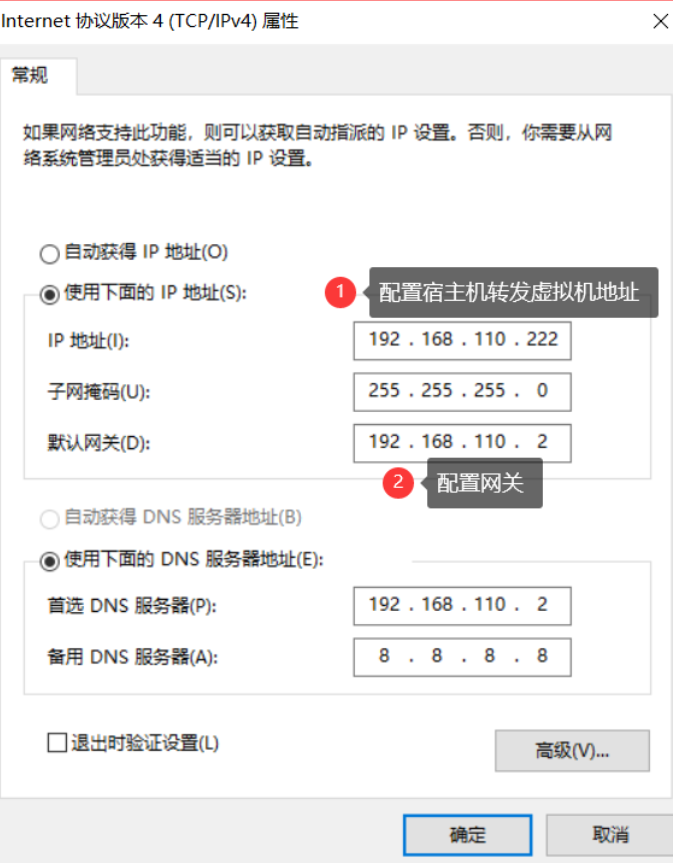 Internet 协议版本 4 (TCP/IPv4) 属性
常规
如果网络支持此功能，则可以获取自动指派的 IP 设置。否则，你需要从网
络系统管理员处获得适当的 IP 设置。
自动获得 IP 地址(O)
使用下面的 IP 地址(S):
1 配置宿主机转发虚拟机地址
IP 地址(I): 192 . 168 . 110 . 222
子网掩码(U): 255 . 255 . 255 . 0
默认网关(D): 192 . 168 . 110 . 2
2 配置网关
自动获得 DNS 服务器地址(B)
使用下面的 DNS 服务器地址(E):
首选 DNS 服务器(P): 192 . 168 . 110 . 2
备用 DNS 服务器(A): 8 . 8 . 8 . 8
退出时验证设置(L)
高级(V)...
确定 取消